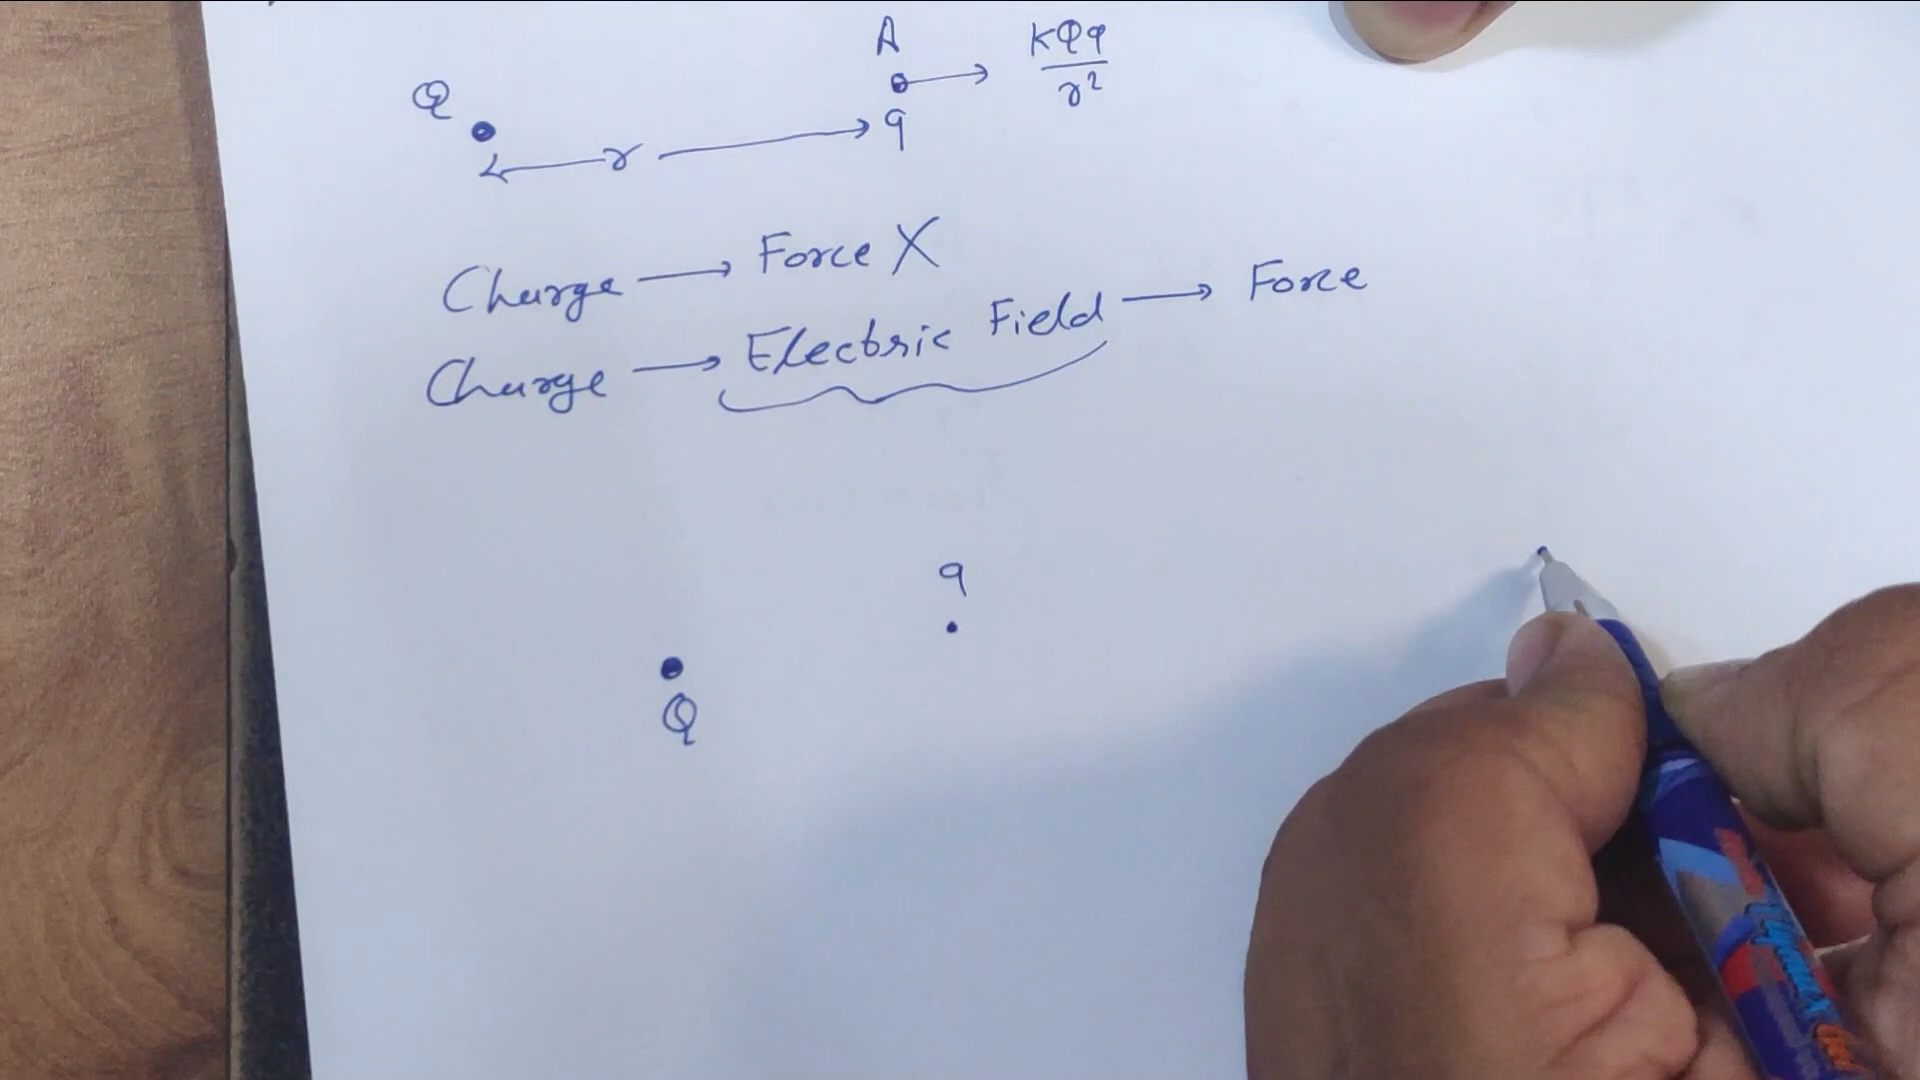 A
kQq
Q
r²
q
r
Charge → Force X
Charge → Electric Field → Force
q
Q